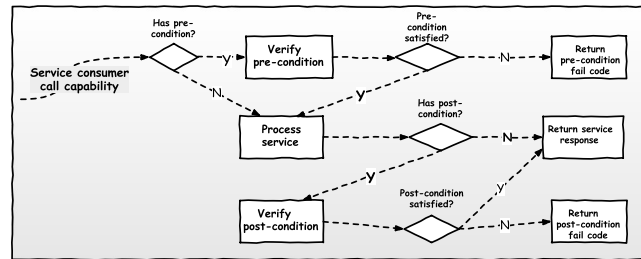 Has pre-
condition?
Pre-
condition
satisfied?
Service consumer
call capability
Y
Verify
pre-condition
N
Return
pre-condition
fail code
N
Y
Process
service
Has post-
condition?
N
Return service
response
Y
Verify
post-condition
Post-condition
satisfied?
Y
N
Return
post-condition
fail code